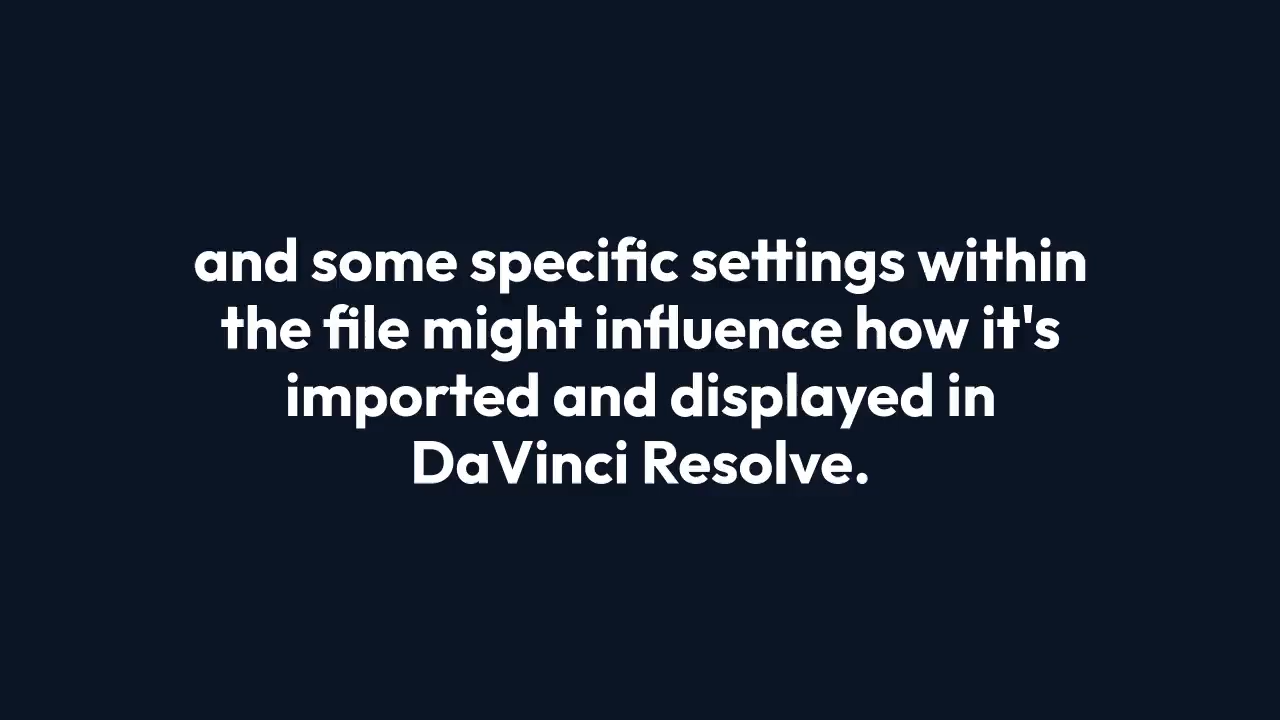 and some specific settings within
the file might influence how it's
imported and displayed in
DaVinci Resolve.